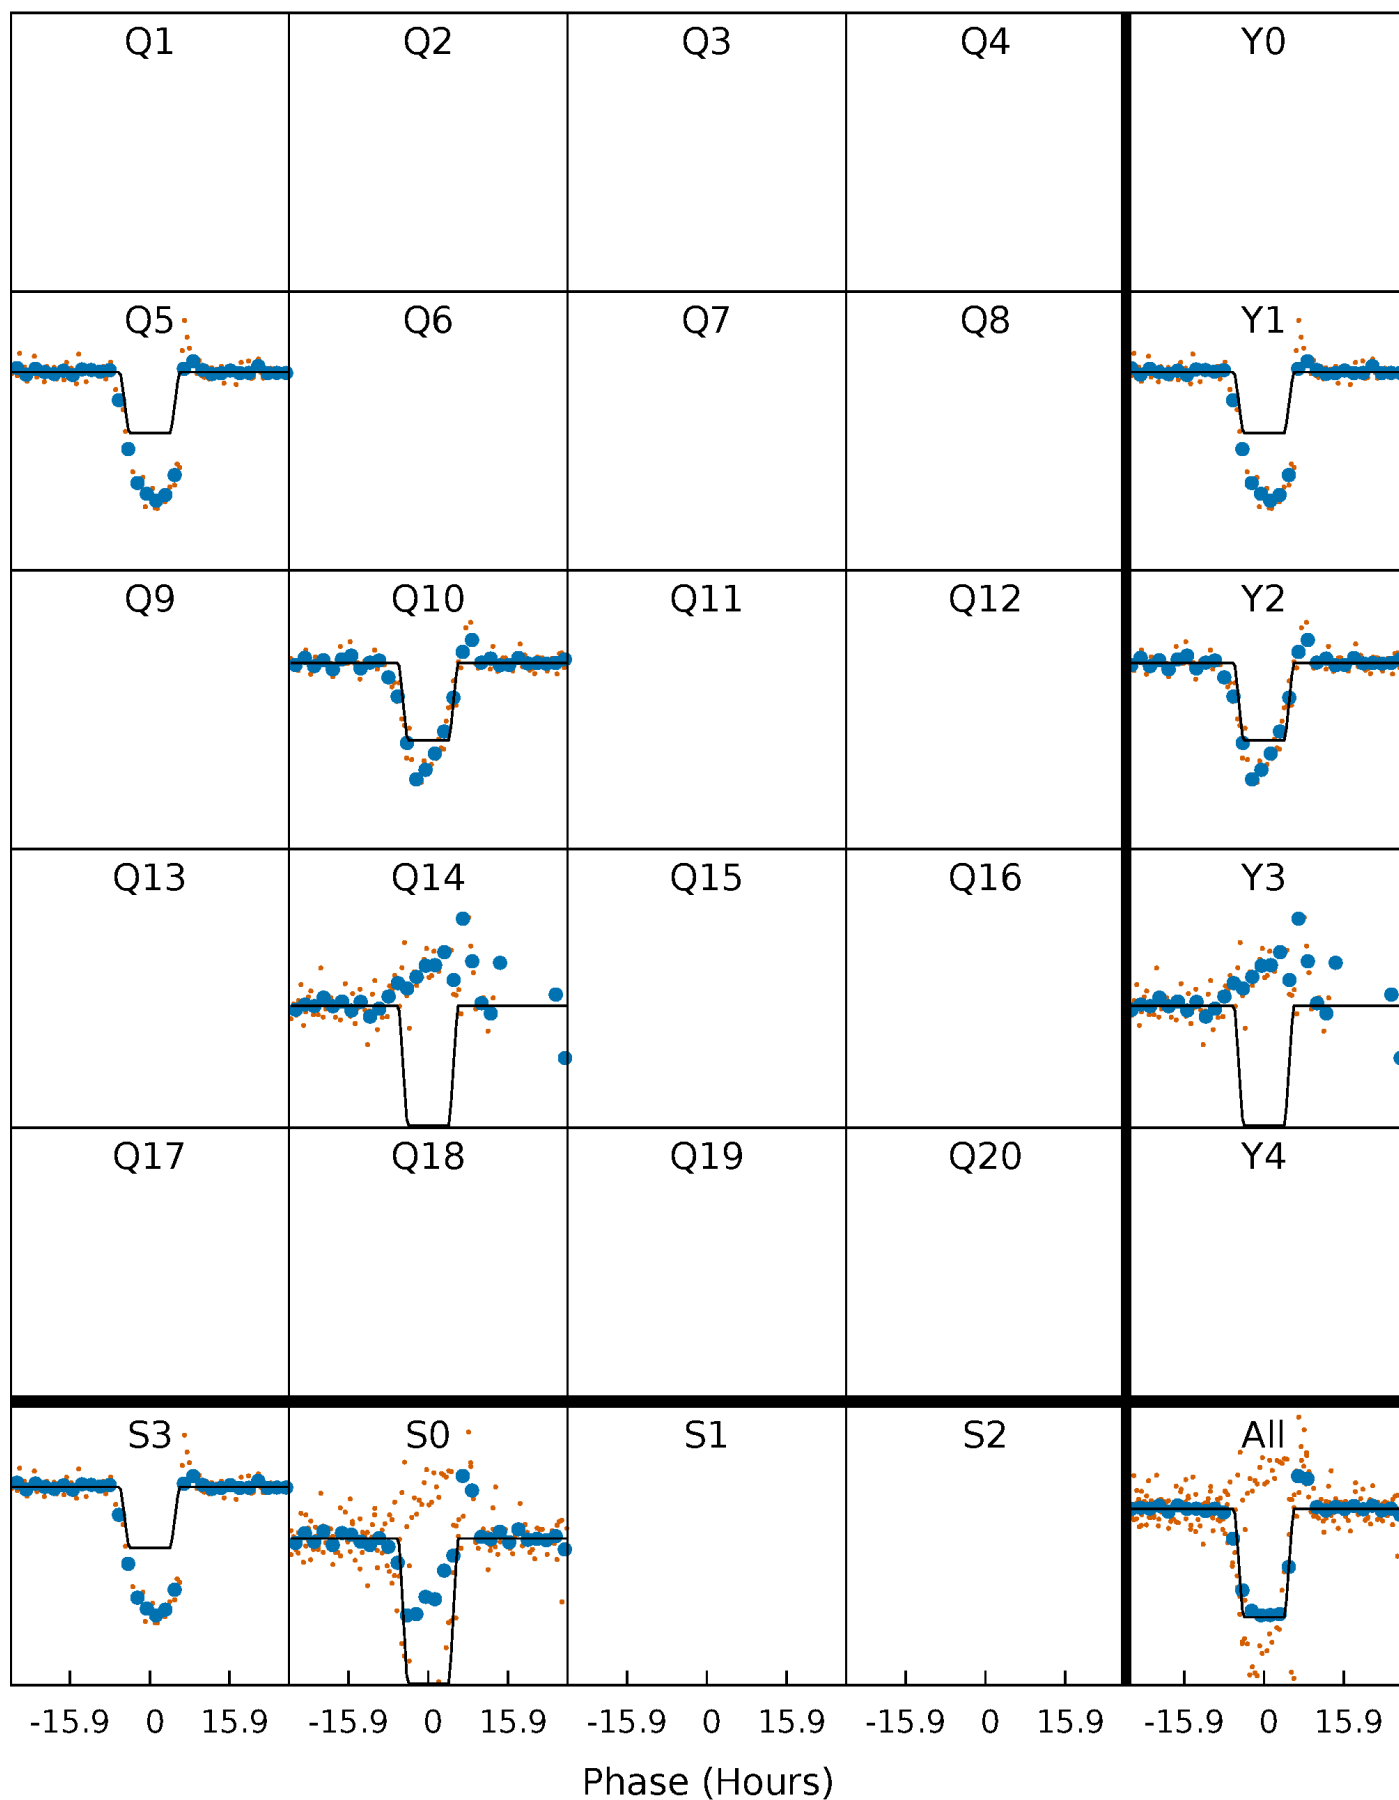 Q1 Q2 Q3 Q4 Y0
Q5 Q6 Q7 Q8 Y1
Q9 Q10 Q11 Q12 Y2
Q13 Q14 Q15 Q16 Y3
Q17 Q18 Q19 Q20 Y4
S3 S0 S1 S2 All
-15.9 0 15.9 -15.9 0 15.9 -15.9 0 15.9 -15.9 0 15.9 -15.9 0 15.9
Phase (Hours)